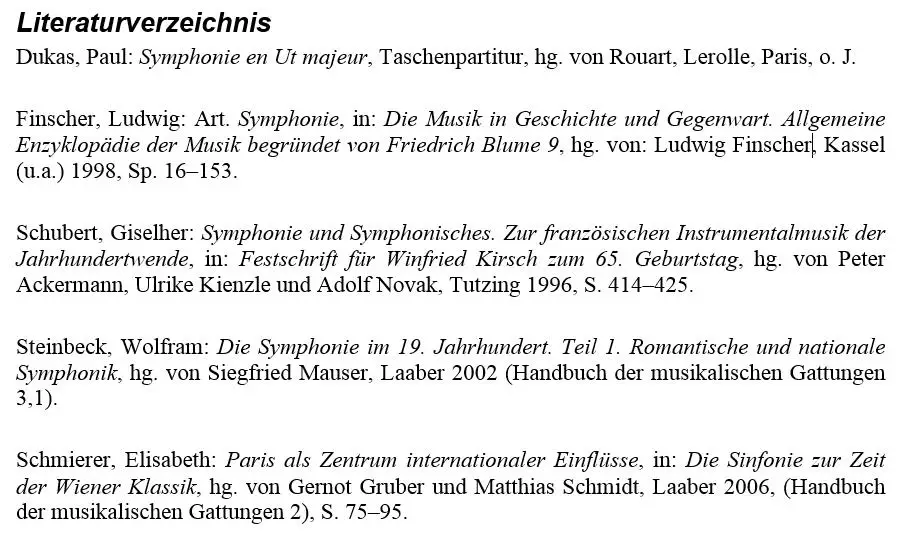 Literaturverzeichnis
Dukas, Paul: Symphonie en Ut majeur, Taschenpartitur, hg. von Rouart, Lerolle, Paris, o. J.
Finscher, Ludwig: Art. Symphonie, in: Die Musik in Geschichte und Gegenwart. Allgemeine
Enzyklopädie der Musik begründet von Friedrich Blume 9, hg. von: Ludwig Finscher, Kassel
(u.a.) 1998, Sp. 16–153.
Schubert, Giselher: Symphonie und Symphonisches. Zur französischen Instrumentalmusik der
Jahrhundertwende, in: Festschrift für Winfried Kirsch zum 65. Geburtstag, hg. von Peter
Ackermann, Ulrike Kienzle und Adolf Novak, Tutzing 1996, S. 414–425.
Steinbeck, Wolfram: Die Symphonie im 19. Jahrhundert. Teil 1. Romantische und nationale
Symphonik, hg. von Siegfried Mauser, Laaber 2002 (Handbuch der musikalischen Gattungen
3,1).
Schmierer, Elisabeth: Paris als Zentrum internationaler Einflüsse, in: Die Sinfonie zur Zeit
der Wiener Klassik, hg. von Gernot Gruber und Matthias Schmidt, Laaber 2006, (Handbuch
der musikalischen Gattungen 2), S. 75–95.